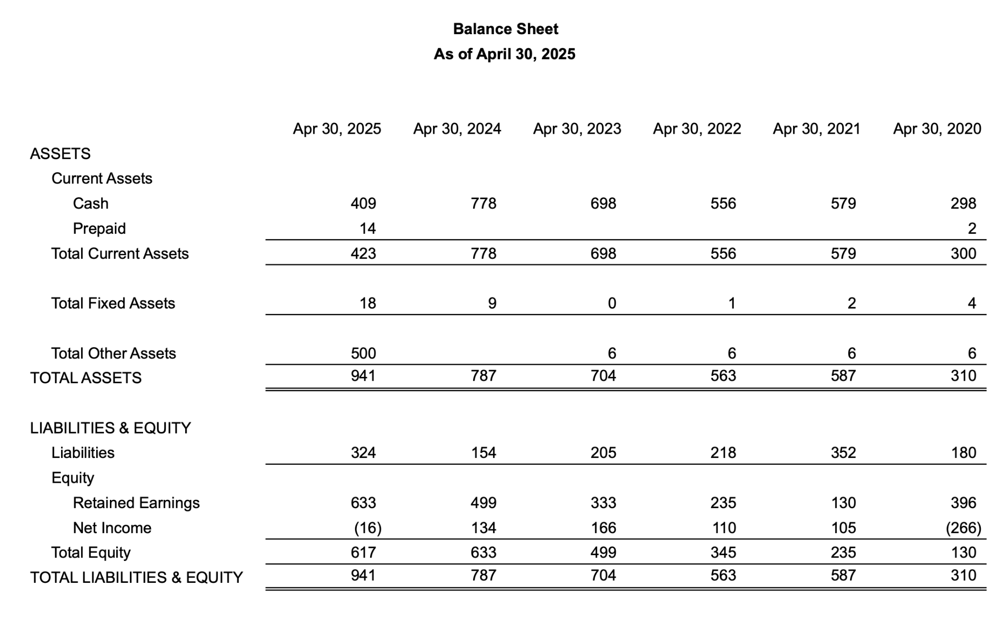 Balance Sheet
As of April 30, 2025
Apr 30, 2025 Apr 30, 2024 Apr 30, 2023 Apr 30, 2022 Apr 30, 2021 Apr 30, 2020
ASSETS
Current Assets
Cash 409 778 698 556 579 298
Prepaid 14 2
Total Current Assets 423 778 698 556 579 300
Total Fixed Assets 18 9 0 1 2 4
Total Other Assets 500 6 6 6 6
TOTAL ASSETS 941 787 704 563 587 310
LIABILITIES & EQUITY
Liabilities 324 154 205 218 352 180
Equity
Retained Earnings 633 499 333 235 130 396
Net Income (16) 134 166 110 105 (266)
Total Equity 617 633 499 345 235 130
TOTAL LIABILITIES & EQUITY 941 787 704 563 587 310